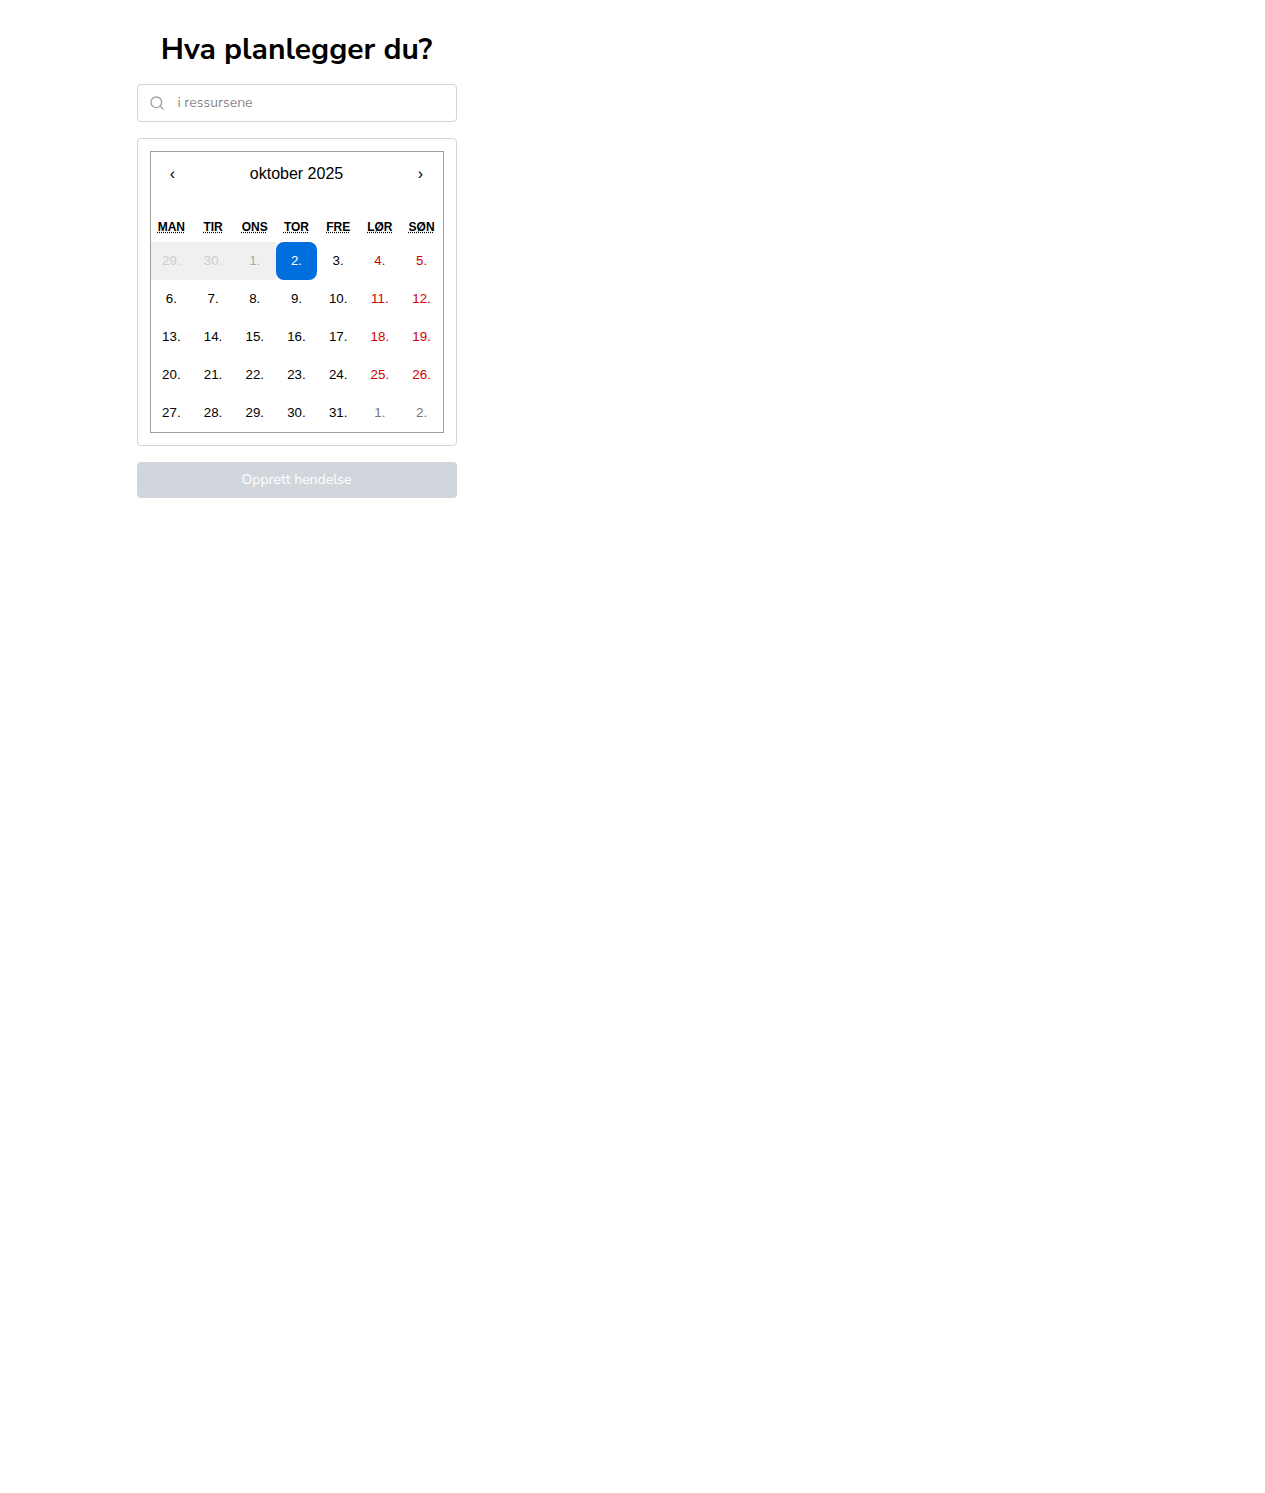 Hva planlegger du?
i ressursene
‹ oktober 2025 ›
MAN TIR ONS TOR FRE LØR SØN
29. 30. 1. 2. 3. 4. 5.
6. 7. 8. 9. 10. 11. 12.
13. 14. 15. 16. 17. 18. 19.
20. 21. 22. 23. 24. 25. 26.
27. 28. 29. 30. 31. 1. 2.
Opprett hendelse